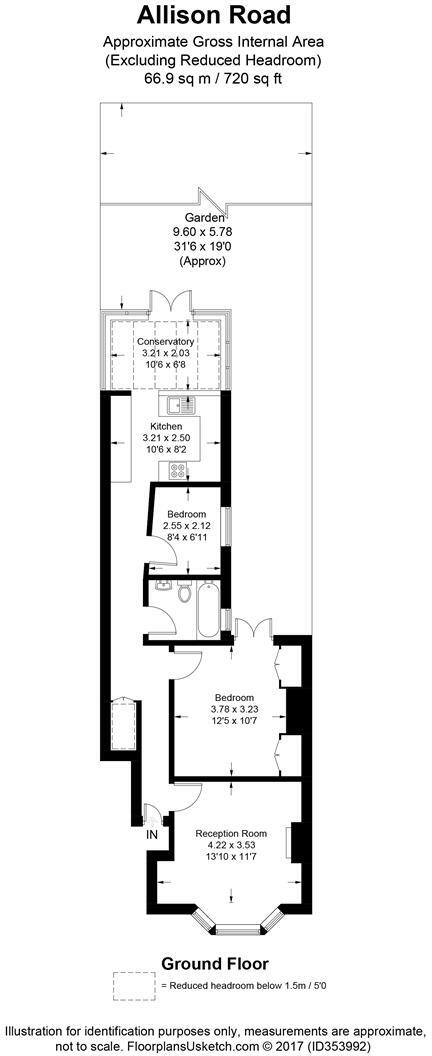 Allison Road
Approximate Gross Internal Area
(Excluding Reduced Headroom)
66.9 sq m / 720 sq ft
Garden
9.60 x 5.78
31'6 x 19'0
(Approx)
Conservatory
3.21 x 2.03
10'6 x 6'8
Kitchen
3.21 x 2.50
10'6 x 8'2
Bedroom
2.55 x 2.12
8'4 x 6'11
Bedroom
3.78 x 3.23
12'5 x 10'7
IN
Reception Room
4.22 x 3.53
13'10 x 11'7
Ground Floor
= Reduced headroom below 1.5m / 5'0
Illustration for identification purposes only, measurements are approximate,
not to scale. FloorplansUsketch.com © 2017 (ID353992)